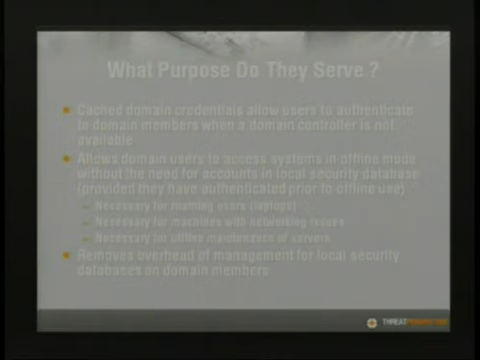 What Purpose Do They Serve ?
Cached domain credentials allow users to authenticate
to domain members when a domain controller is not
available
Allows domain users to access systems in offline mode
without the need for accounts in local security database
(provided they have authenticated prior to offline use)
– Necessary for roaming users (laptops)
– Necessary for machines with networking issues
– Necessary for offline maintenance of servers
Removes overhead of management for local security
databases on domain members
THREAT